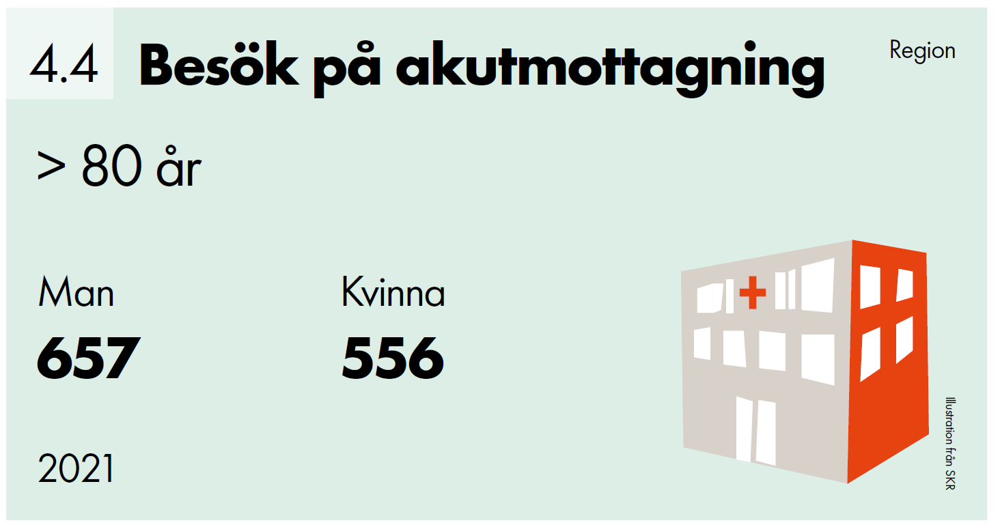 4.4 Besök på akutmottagning
Region
> 80 år
Man
Kvinna
657
556
2021
Illustration från SKR